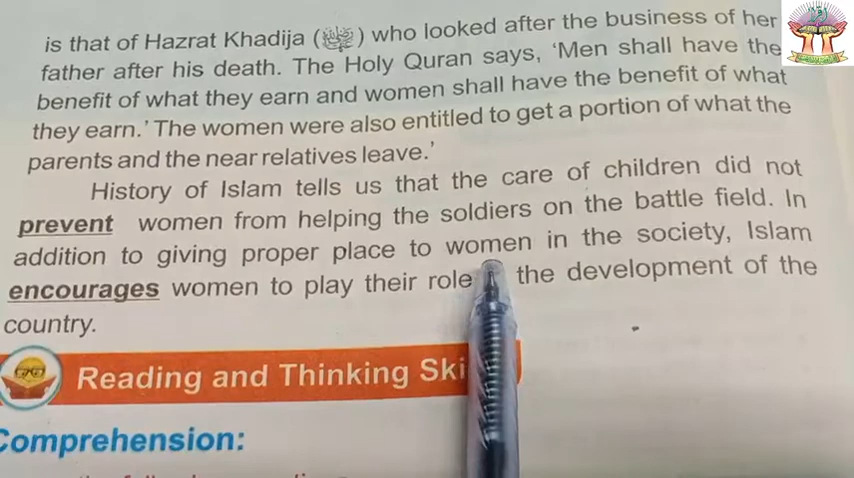 is that of Hazrat Khadija () who looked after the business of her
father after his death. The Holy Quran says, ‘Men shall have the
benefit of what they earn and women shall have the benefit of what
they earn.’ The women were also entitled to get a portion of what the
parents and the near relatives leave.’
History of Islam tells us that the care of children did not
prevent women from helping the soldiers on the battle field. In
addition to giving proper place to women in the society, Islam
encourages women to play their role the development of the
country.
Reading and Thinking Ski
Comprehension: